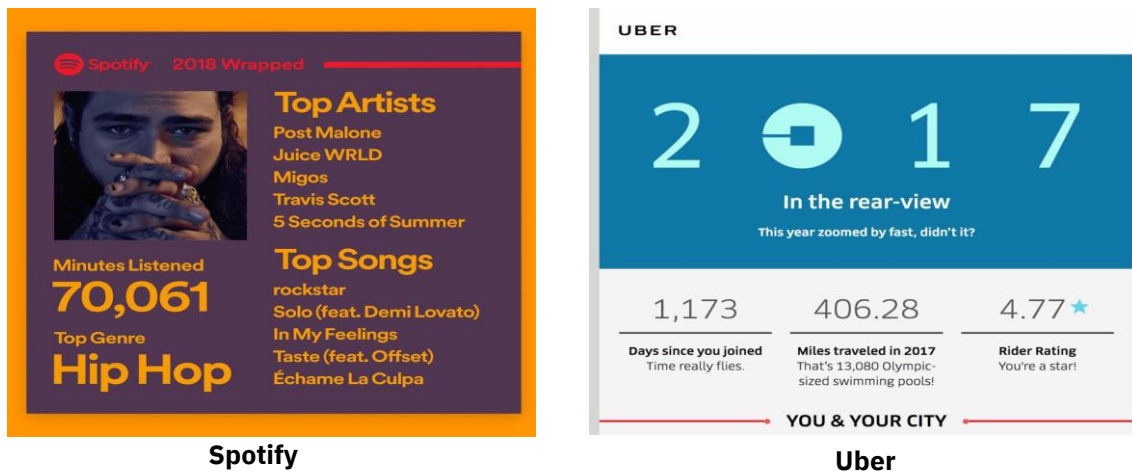 Spotify 2018 Wrapped
Top Artists
Post Malone
Juice WRLD
Migos
Travis Scott
5 Seconds of Summer
Minutes Listened
70,061
Top Genre
Hip Hop
Top Songs
rockstar
Solo (feat. Demi Lovato)
In My Feelings
Taste (feat. Offset)
Échame La Culpa
Spotify
UBER
2 1 7
In the rear-view
This year zoomed by fast, didn't it?
1,173
Days since you joined
Time really flies.
406.28
Miles traveled in 2017
That's 13,080 Olympic-
sized swimming pools!
4.77
Rider Rating
You're a star!
YOU & YOUR CITY
Uber